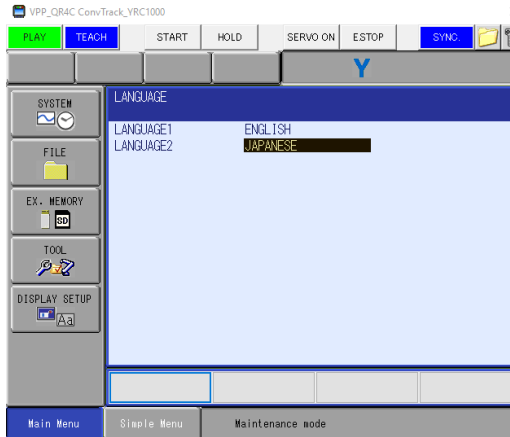 VPP_QR4C ConvTrack_YRC1000
PLAY TEACH START HOLD SERVO ON E.STOP SYNC.
Y
SYSTEM
FILE
EX. MEMORY
SD
TOOL
DISPLAY SETUP
Aa
LANGUAGE
LANGUAGE1 ENGLISH
LANGUAGE2 JAPANESE
Main Menu Simple Menu Maintenance mode